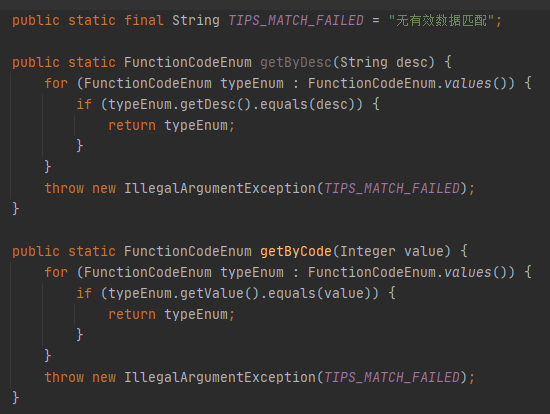 public static final String TIPS_MATCH_FAILED = "无有效数据匹配";
public static FunctionCodeEnum getByDesc(String desc) {
for (FunctionCodeEnum typeEnum : FunctionCodeEnum.values()) {
if (typeEnum.getDesc().equals(desc)) {
return typeEnum;
}
}
throw new IllegalArgumentException(TIPS_MATCH_FAILED);
}
public static FunctionCodeEnum getByCode(Integer value) {
for (FunctionCodeEnum typeEnum : FunctionCodeEnum.values()) {
if (typeEnum.getValue().equals(value)) {
return typeEnum;
}
}
throw new IllegalArgumentException(TIPS_MATCH_FAILED);
}